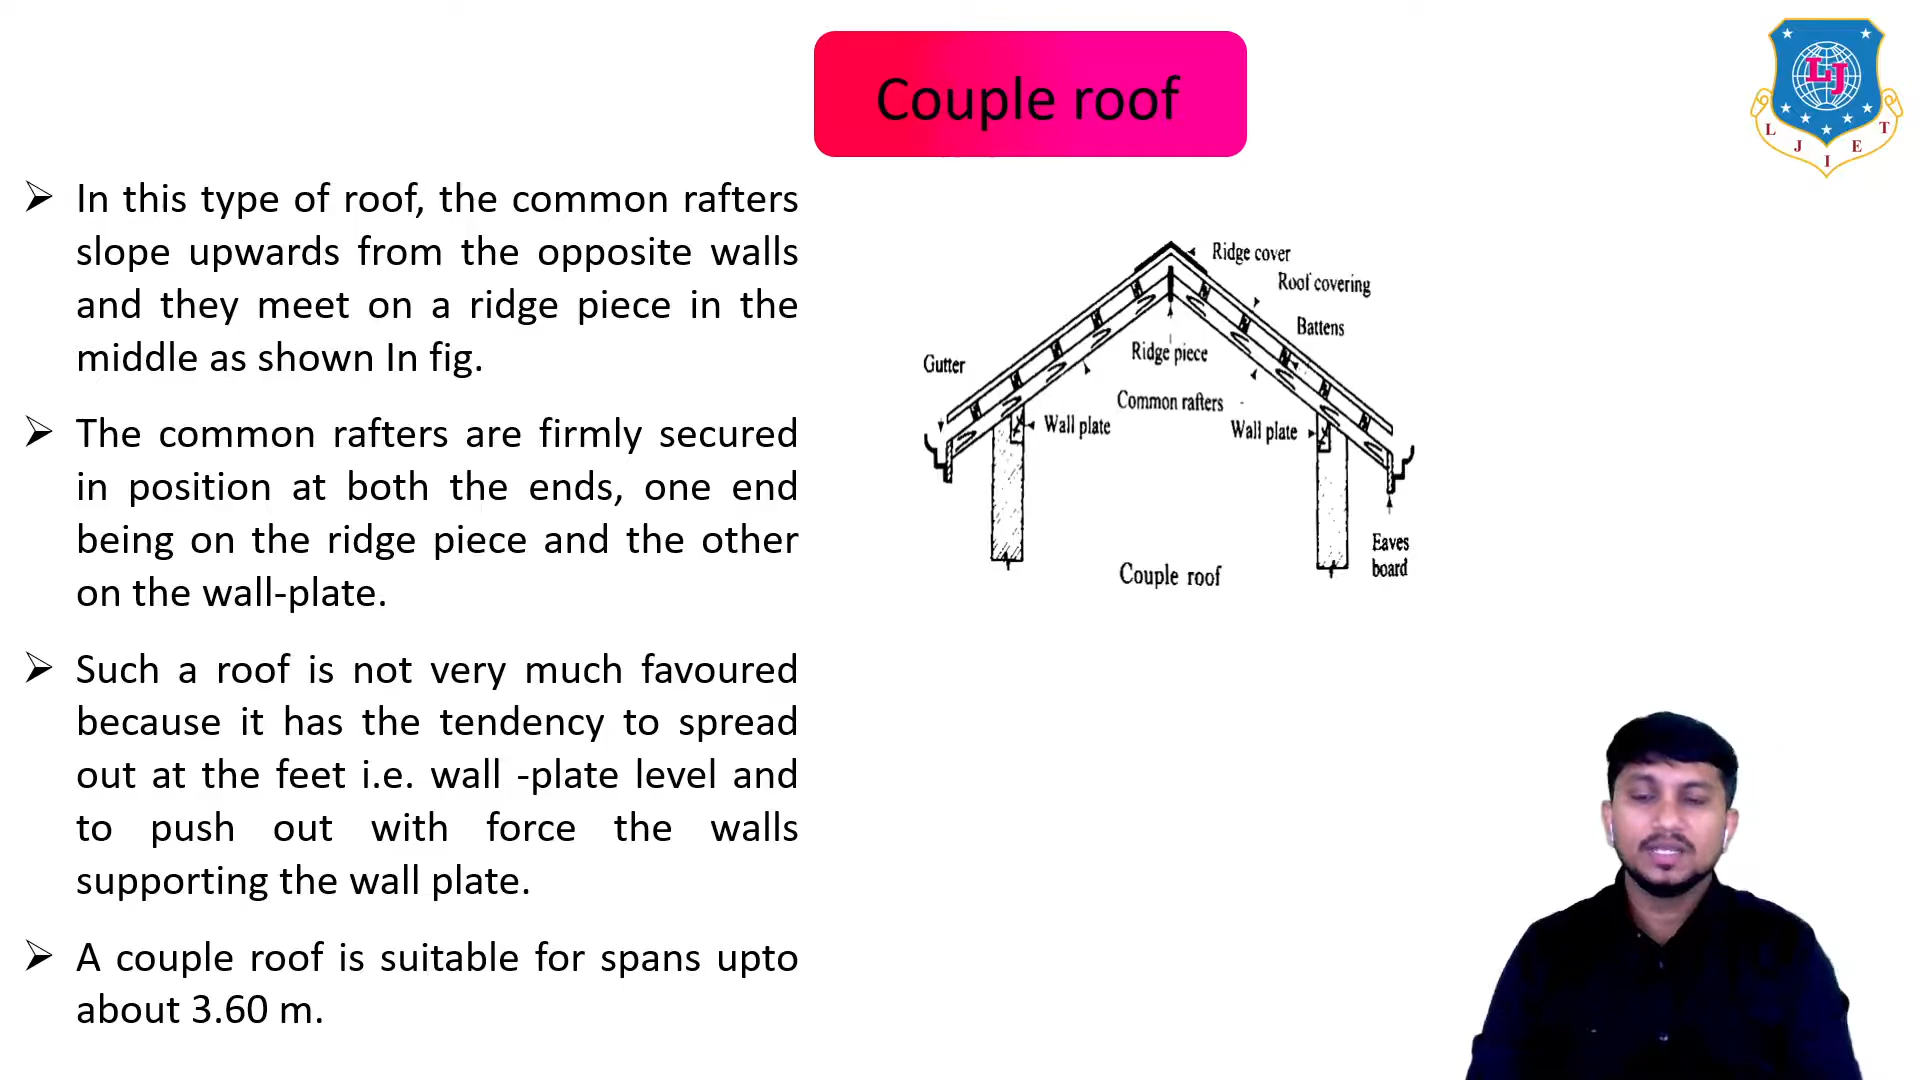 Couple roof
In this type of roof, the common rafters
slope upwards from the opposite walls
and they meet on a ridge piece in the
middle as shown In fig.
The common rafters are firmly secured
in position at both the ends, one end
being on the ridge piece and the other
on the wall-plate.
Such a roof is not very much favoured
because it has the tendency to spread
out at the feet i.e. wall -plate level and
to push out with force the walls
supporting the wall plate.
A couple roof is suitable for spans upto
about 3.60 m.
Ridge cover
Roof covering
Battens
Ridge piece
Gutter
Common rafters
Wall plate
Wall plate
Eaves
board
Couple roof
LJ
L J I E T